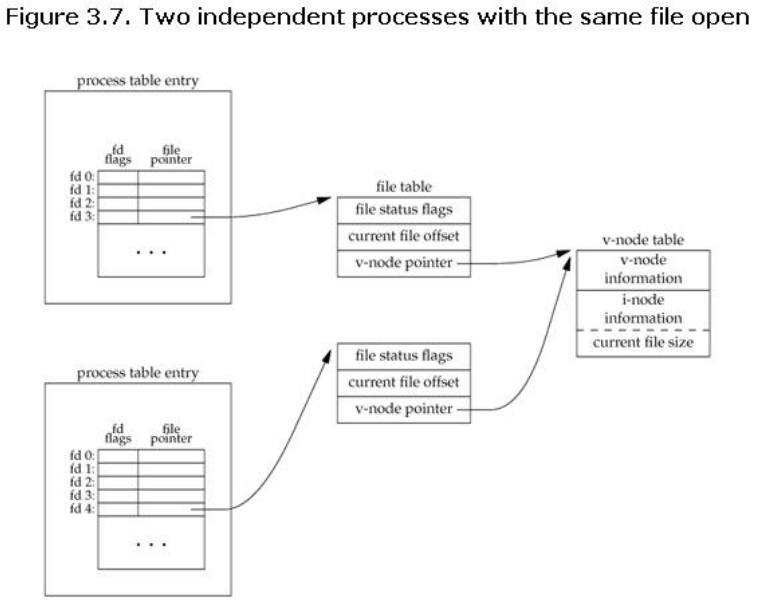 Figure 3.7. Two independent processes with the same file open
process table entry
fd
flags
file
pointer
fd 0:
fd 1:
fd 2:
fd 3:
. . .
file table
file status flags
current file offset
v-node pointer
v-node table
v-node
information
i-node
information
current file size
process table entry
fd
flags
file
pointer
fd 0:
fd 1:
fd 2:
fd 3:
fd 4:
. . .
file status flags
current file offset
v-node pointer